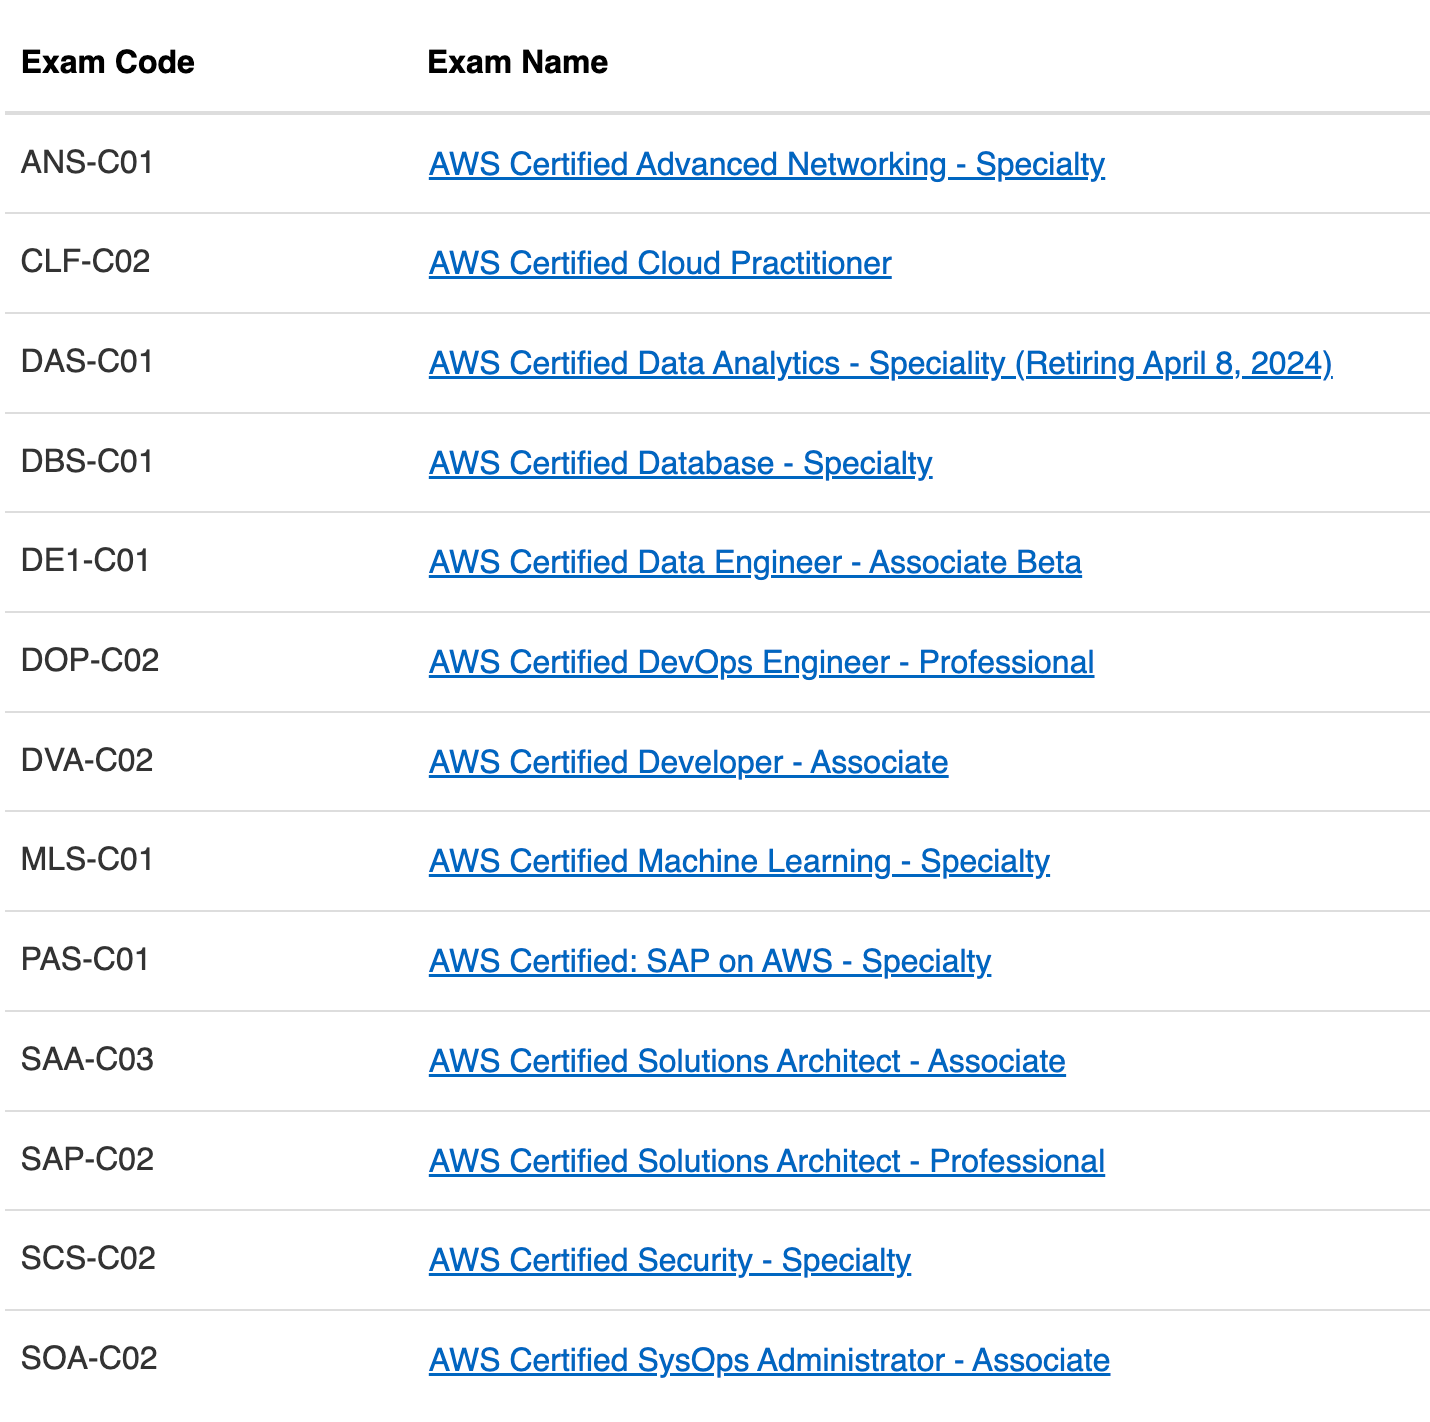 Exam Code Exam Name
ANS-C01 AWS Certified Advanced Networking - Specialty
CLF-C02 AWS Certified Cloud Practitioner
DAS-C01 AWS Certified Data Analytics - Speciality (Retiring April 8, 2024)
DBS-C01 AWS Certified Database - Specialty
DE1-C01 AWS Certified Data Engineer - Associate Beta
DOP-C02 AWS Certified DevOps Engineer - Professional
DVA-C02 AWS Certified Developer - Associate
MLS-C01 AWS Certified Machine Learning - Specialty
PAS-C01 AWS Certified: SAP on AWS - Specialty
SAA-C03 AWS Certified Solutions Architect - Associate
SAP-C02 AWS Certified Solutions Architect - Professional
SCS-C02 AWS Certified Security - Specialty
SOA-C02 AWS Certified SysOps Administrator - Associate